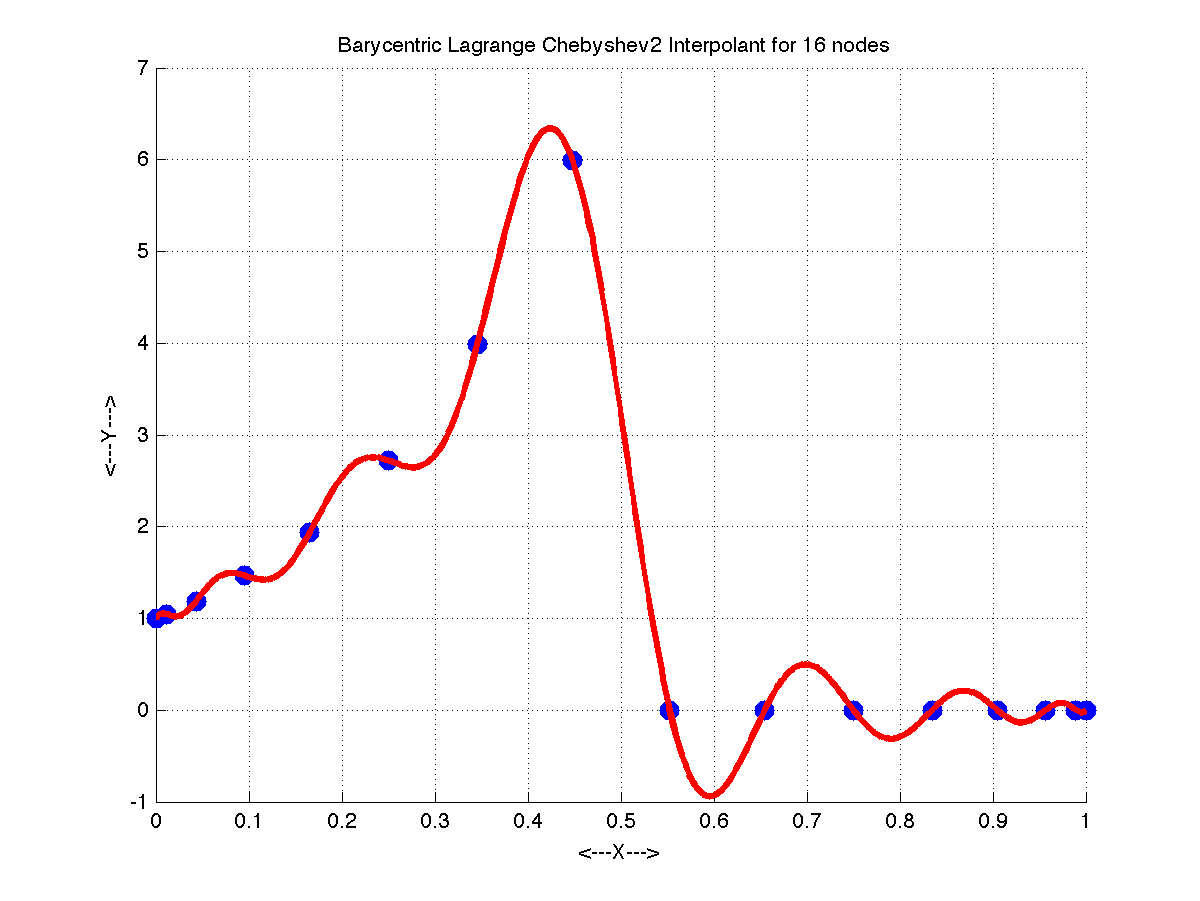 Barycentric Lagrange Chebyshev2 Interpolant for 16 nodes
7
6
5
4
3
2
1
0
-1
<---Y--->
0 0.1 0.2 0.3 0.4 0.5 0.6 0.7 0.8 0.9 1
<---X--->